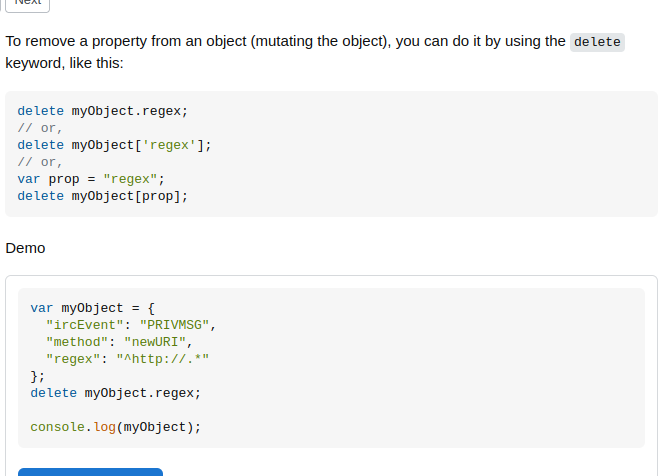 Next
To remove a property from an object (mutating the object), you can do it by using the delete
keyword, like this:
delete myObject.regex;
// or,
delete myObject['regex'];
// or,
var prop = "regex";
delete myObject[prop];
Demo
var myObject = {
  "ircEvent": "PRIVMSG",
  "method": "newURI",
  "regex": "^http://.*"
};
delete myObject.regex;
console.log(myObject);